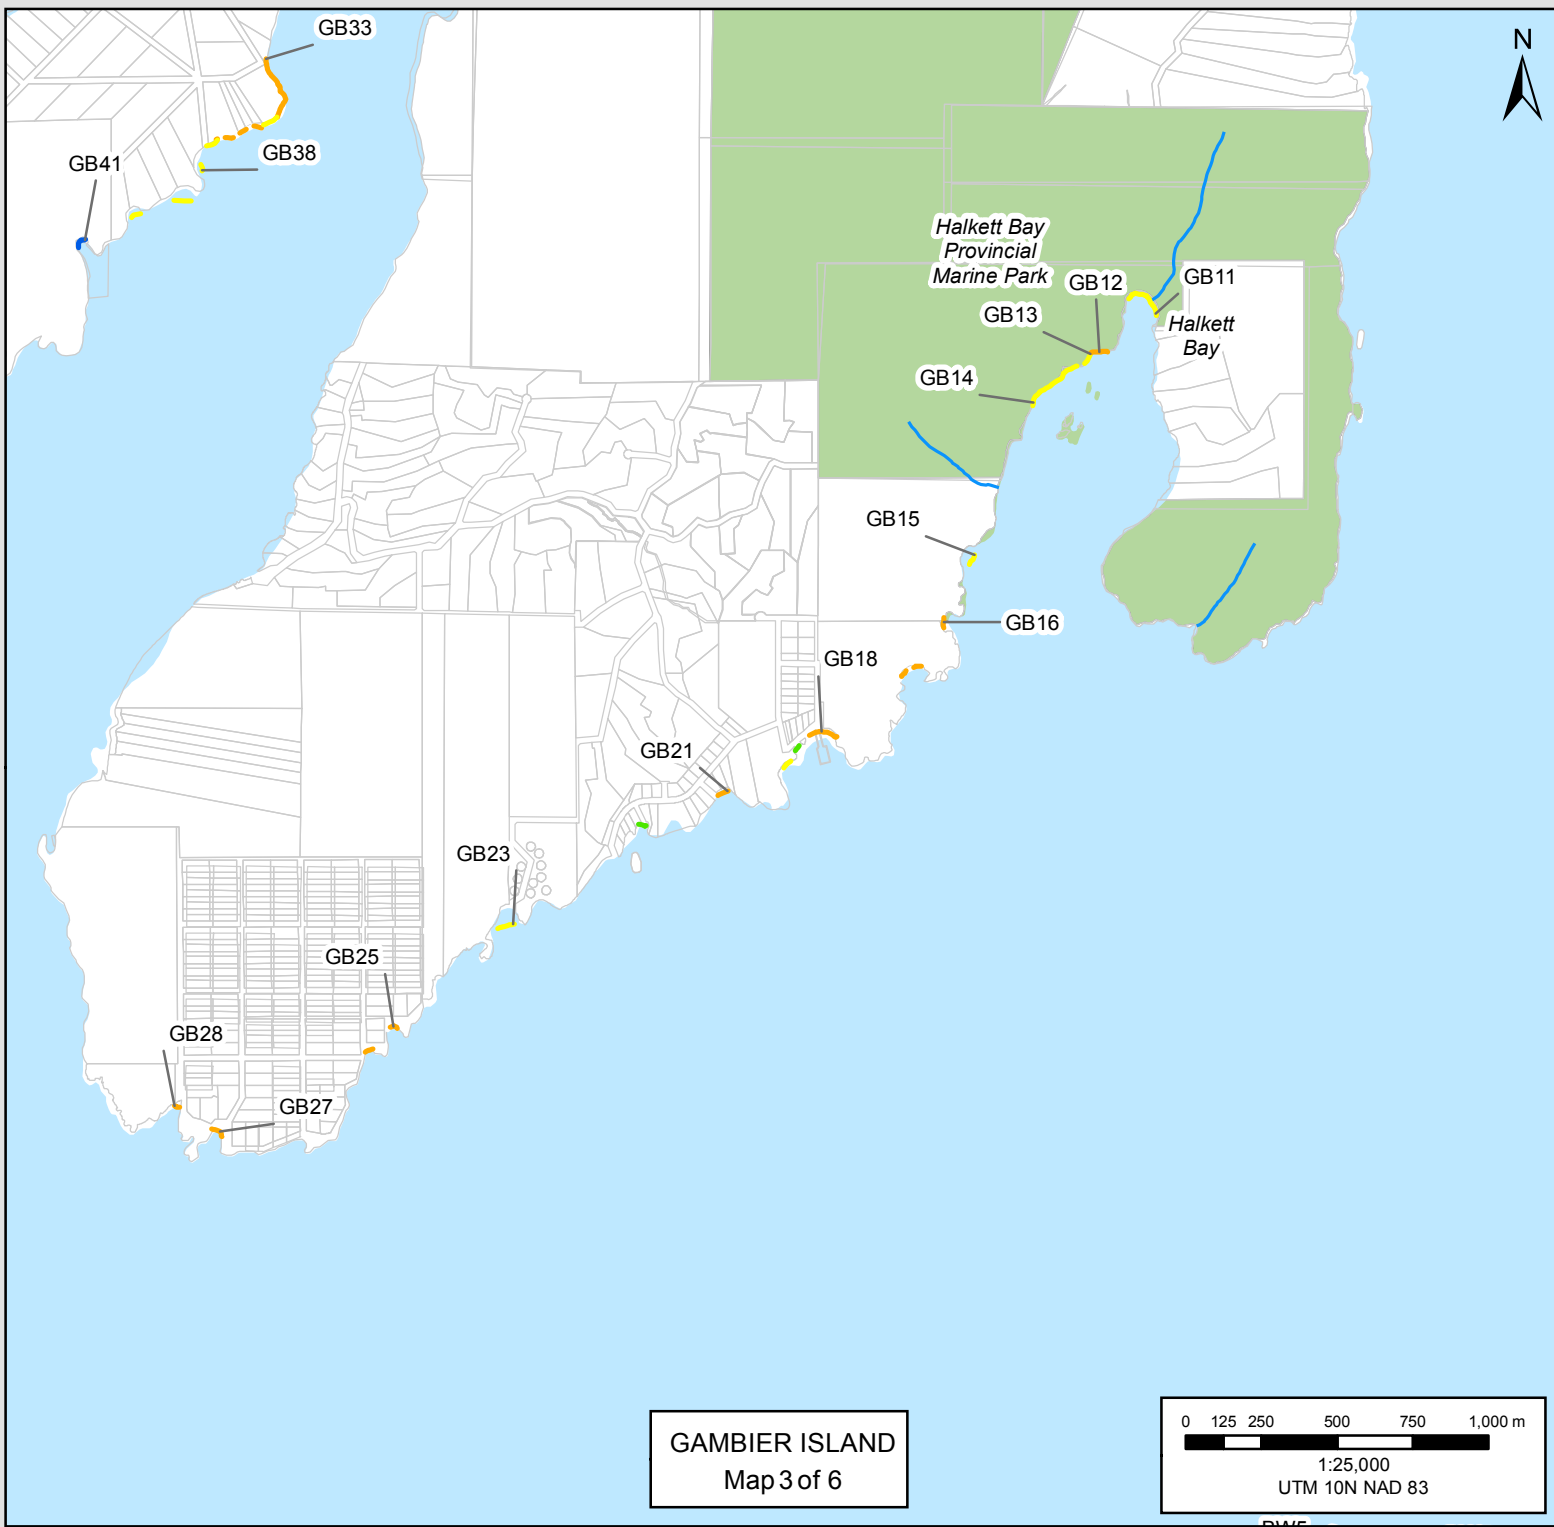 GB33
N
GB38
GB41
Halkett Bay
Provincial
Marine Park
GB12
GB11
GB13
Halkett
Bay
GB14
GB15
GB16
GB18
GB21
GB23
GB25
GB28
GB27
GAMBIER ISLAND
Map 3 of 6
0 125 250 500 750 1,000 m
1:25,000
UTM 10N NAD 83